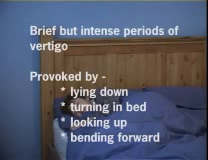 Brief but intense periods of
vertigo
Provoked by -
* lying down
* turning in bed
* looking up
bending forward